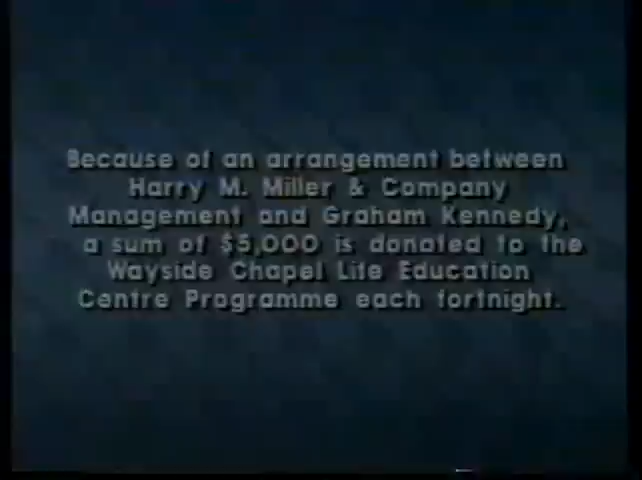 Because of an arrangement between
Harry M. Miller & Company
Management and Graham Kennedy,
a sum of $5,000 is donated to the
Wayside Chapel Life Education
Centre Programme each fortnight.